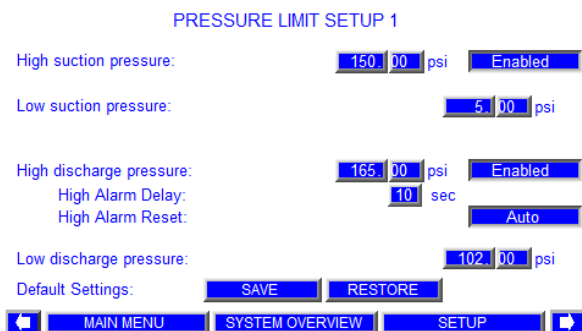 PRESSURE LIMIT SETUP 1
High suction pressure: 150. 00 psi Enabled
Low suction pressure: 5. 00 psi
High discharge pressure: 165. 00 psi Enabled
High Alarm Delay: 10 sec
High Alarm Reset: Auto
Low discharge pressure: 102. 00 psi
Default Settings: SAVE RESTORE
MAIN MENU SYSTEM OVERVIEW SETUP